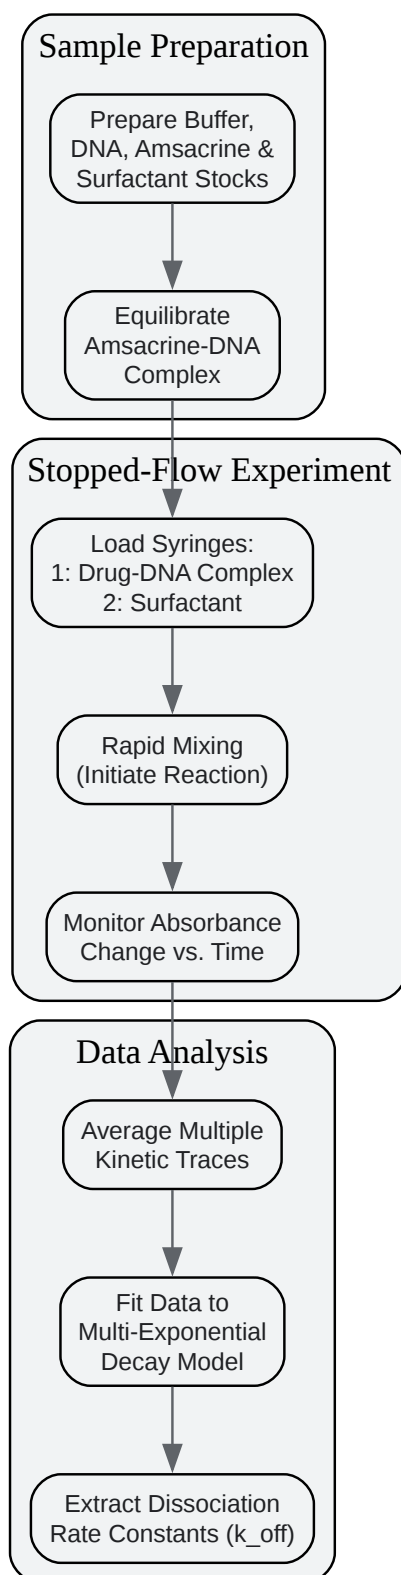 Sample Preparation
Prepare Buffer,
DNA, Amsacrine &
Surfactant Stocks
Equilibrate
Amsacrine-DNA
Complex
Stopped-Flow Experiment
Load Syringes:
1: Drug-DNA Complex
2: Surfactant
Rapid Mixing
(Initiate Reaction)
Monitor Absorbance
Change vs. Time
Data Analysis
Average Multiple
Kinetic Traces
Fit Data to
Multi-Exponential
Decay Model
Extract Dissociation
Rate Constants (k_off)